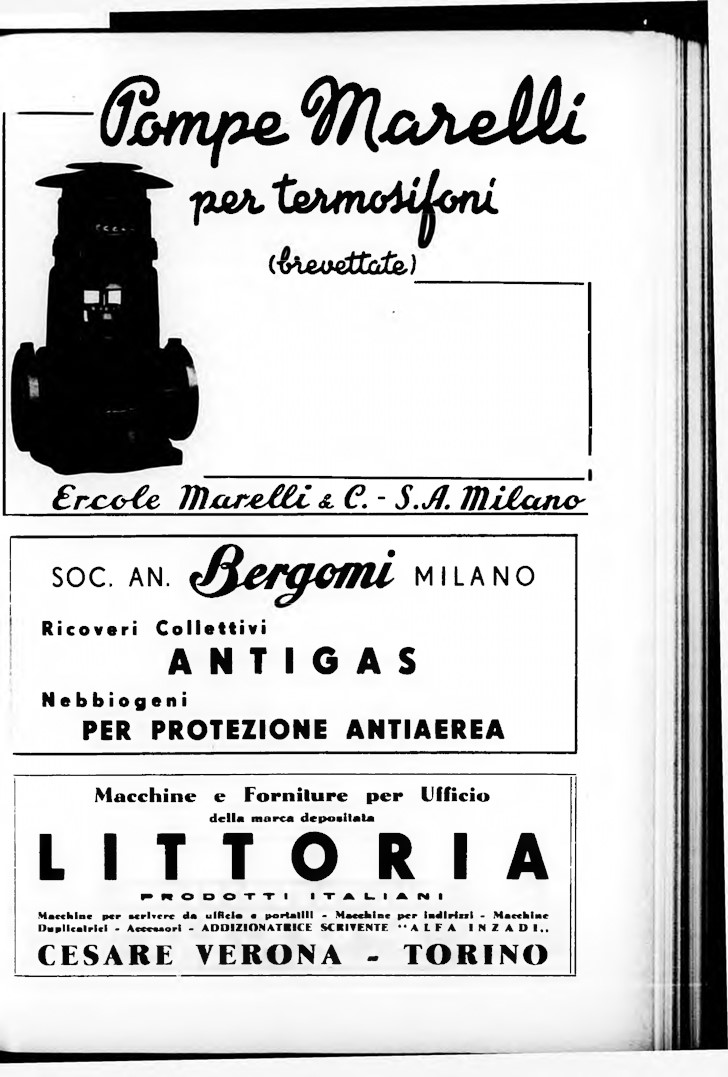 Pompe Marelli
per termosifoni
(brevettate)
Ercole Marelli & C. - S.A. Milano
SOC. AN. Bergomi MILANO
Ricoveri Collettivi
ANTIGAS
Nebbiogeni
PER PROTEZIONE ANTIAEREA
Macchine e Forniture per Ufficio
della marca depositata
LITTORIA
PRODOTTI ITALIANI
Macchine per scrivere da ufficio e portatili - Macchine per indirizzi - Macchine
Duplicatrici - Accessori - ADDIZIONATRICE SCRIVENTE "ALFA INZADI„
CESARE VERONA - TORINO